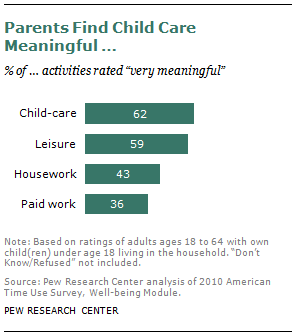 Parents Find Child Care
Meaningful ...
% of ... activities rated “very meaningful”
Child-care 62
Leisure 59
Housework 43
Paid work 36
Note: Based on ratings of adults ages 18 to 64 with own
child(ren) under age 18 living in the household. “Don’t
Know/Refused” not included.
Source: Pew Research Center analysis of 2010 American
Time Use Survey, Well-being Module.
PEW RESEARCH CENTER